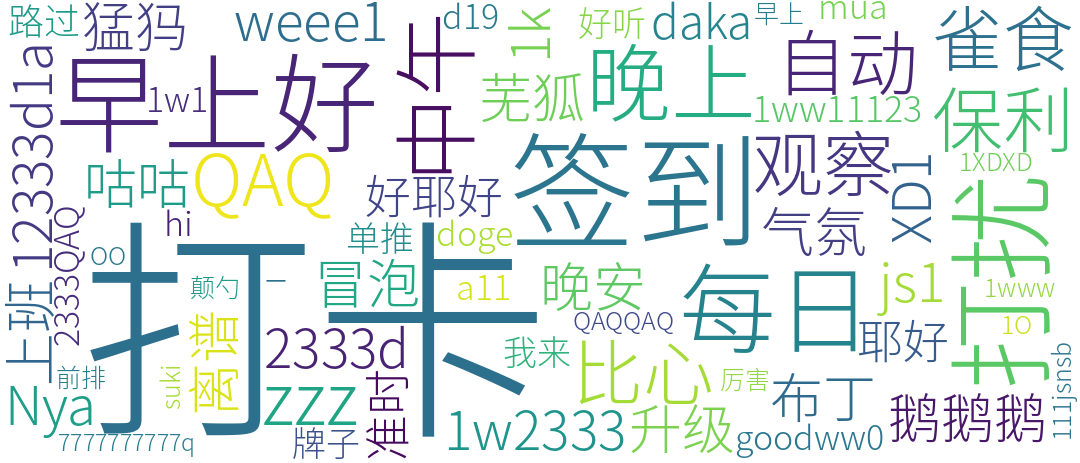 路过
猛犸
weee1
d19
1k
好听
daka
早上
mua
12333d1a
早上好
1w1
中午
芜狐
晚上
自动
雀食
1ww11123
保利
咕咕
QAQ
hi
好耶好
签到
观察
XD1
1XDXD
2333QAQ
oo
颠勺
一
单推
doge
气氛
打扰
上班
打卡
冒泡
a11
晚安
每日
js1
1www
QAQQAQ
1O
耶好
前排
suki
离谱
2333d
我来
比心
厉害
布丁
111jsnsb
Nya
zzz
准时
1w2333
升级
鹅鹅鹅
7777777777q
牌子
goodww0